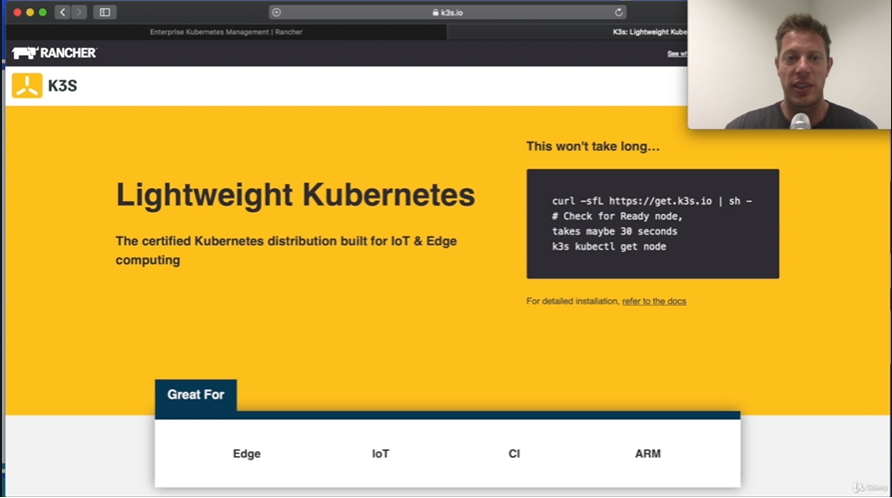 k3s.io
Enterprise Kubernetes Management | Rancher
K3s: Lightweight Kube
RANCHER
See wh
K3S
This won't take long...
Lightweight Kubernetes
The certified Kubernetes distribution built for IoT & Edge
computing
curl -sfL https://get.k3s.io | sh -
# Check for Ready node,
takes maybe 30 seconds
k3s kubectl get node
For detailed installation, refer to the docs
Great For
Edge
IoT
CI
ARM
Udemy